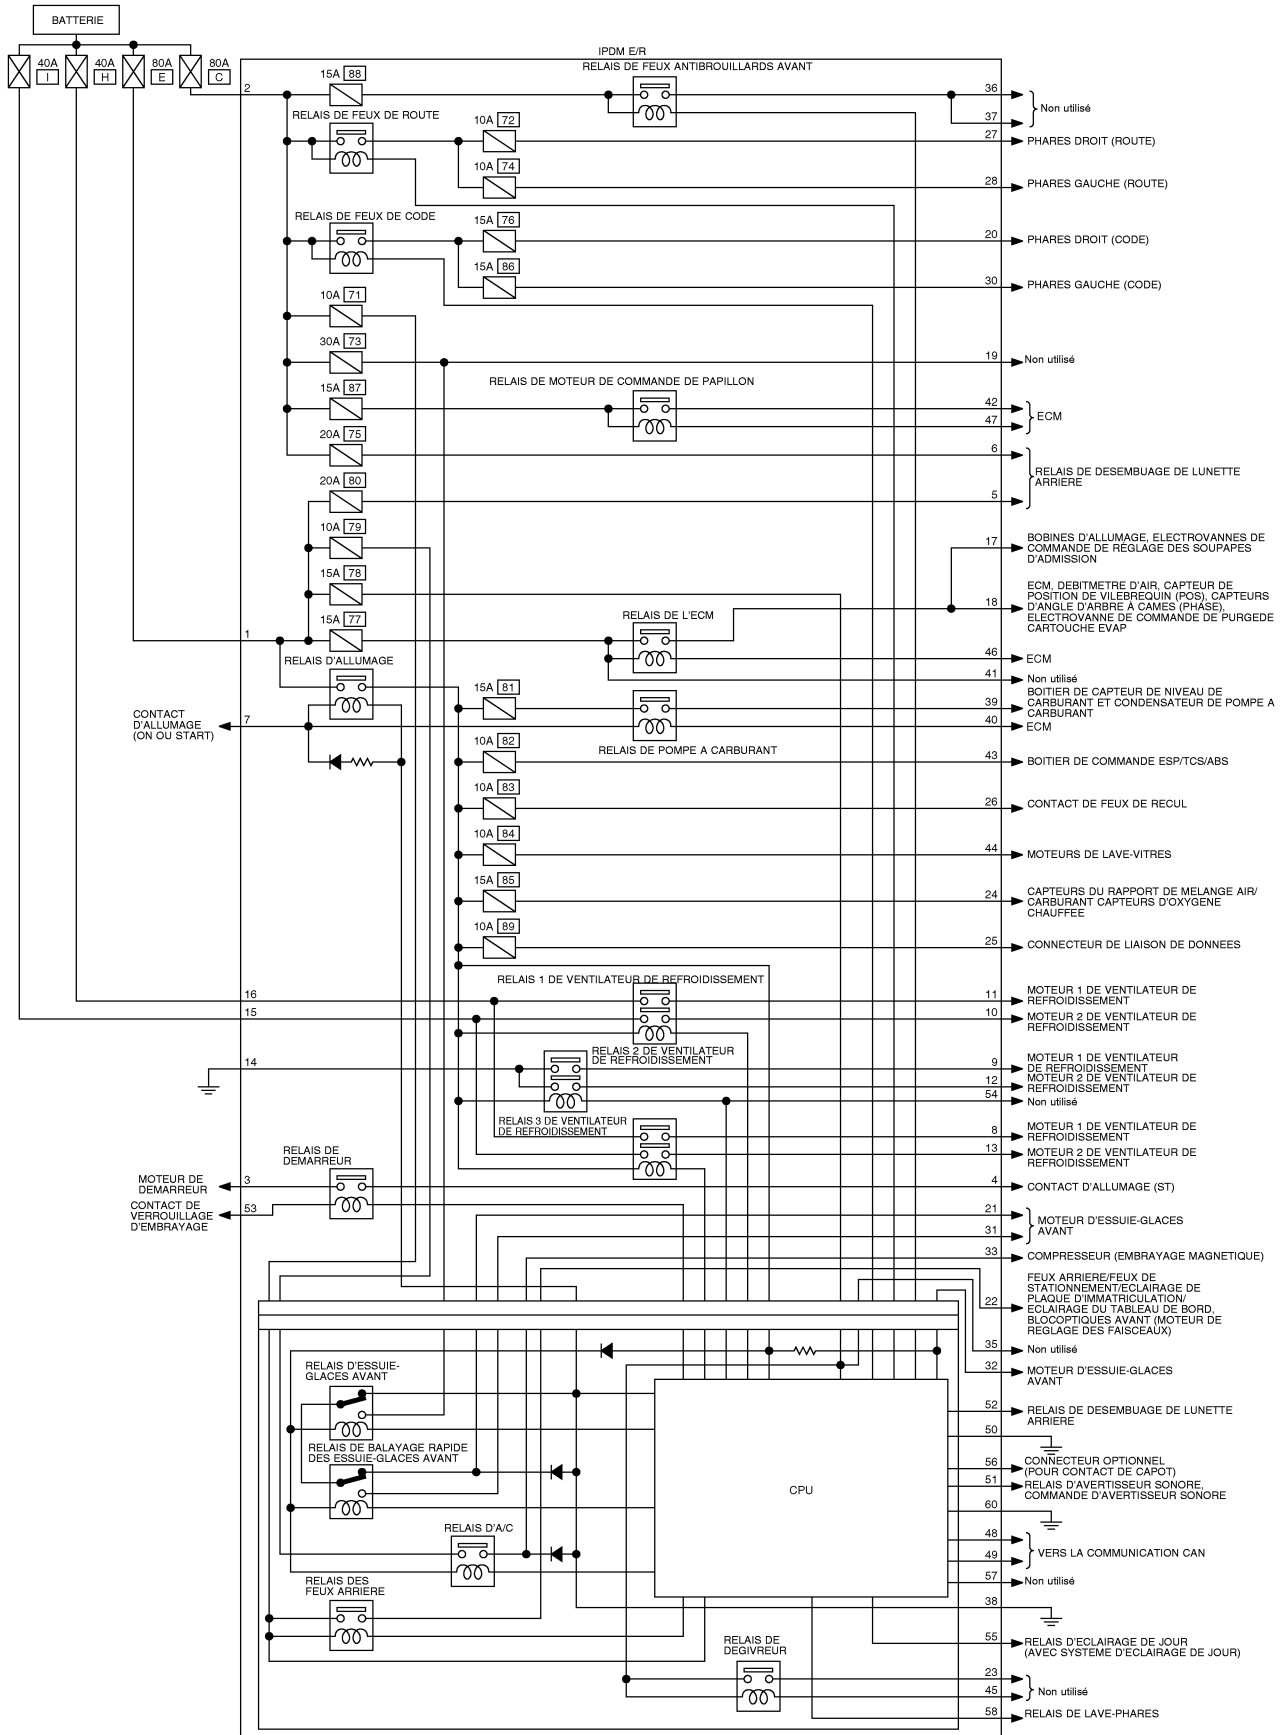 BATTERIE
40A
I
40A
H
80A
E
80A
C
IPDM E/R
RELAIS DE FEUX ANTIBROUILLARDS AVANT
15A 88
2
36
Non utilisé
37
RELAIS DE FEUX DE ROUTE
10A 72
27
PHARES DROIT (ROUTE)
10A 74
28
PHARES GAUCHE (ROUTE)
RELAIS DE FEUX DE CODE
15A 76
20
PHARES DROIT (CODE)
15A 86
30
PHARES GAUCHE (CODE)
10A 71
30A 73
19
Non utilisé
RELAIS DE MOTEUR DE COMMANDE DE PAPILLON
15A 87
42
ECM
47
20A 75
6
RELAIS DE DESEMBUAGE DE LUNETTE
ARRIERE
20A 80
5
10A 79
17
BOBINES D'ALLUMAGE, ELECTROVANNES DE
COMMANDE DE RÉGLAGE DES SOUPAPES
D'ADMISSION
15A 78
18
ECM, DEBITMETRE D'AIR, CAPTEUR DE
POSITION DE VILEBREQUIN (POS), CAPTEURS
D'ANGLE D'ARBRE À CAMES (PHASE),
ELECTROVANNE DE COMMANDE DE PURGEDE
CARTOUCHE EVAP
RELAIS DE L'ECM
15A 77
1
46
ECM
41
Non utilisé
RELAIS D'ALLUMAGE
15A 81
39
BOITIER DE CAPTEUR DE NIVEAU DE
CARBURANT ET CONDENSATEUR DE POMPE A
CARBURANT
CONTACT
D'ALLUMAGE
(ON OU START)
7
40
ECM
RELAIS DE POMPE A CARBURANT
10A 82
43
BOITIER DE COMMANDE ESP/TCS/ABS
10A 83
26
CONTACT DE FEUX DE RECUL
10A 84
44
MOTEURS DE LAVE-VITRES
15A 85
24
CAPTEURS DU RAPPORT DE MELANGE AIR/
CARBURANT CAPTEURS D'OXYGENE
CHAUFFEE
10A 89
25
CONNECTEUR DE LIAISON DE DONNEES
RELAIS 1 DE VENTILATEUR DE REFROIDISSEMENT
16
11
MOTEUR 1 DE VENTILATEUR DE
REFROIDISSEMENT
15
10
MOTEUR 2 DE VENTILATEUR DE
REFROIDISSEMENT
RELAIS 2 DE VENTILATEUR
DE REFROIDISSEMENT
14
9
MOTEUR 1 DE VENTILATEUR
DE REFROIDISSEMENT
12
MOTEUR 2 DE VENTILATEUR DE
REFROIDISSEMENT
54
Non utilisé
RELAIS 3 DE VENTILATEUR
DE REFROIDISSEMENT
8
MOTEUR 1 DE VENTILATEUR DE
REFROIDISSEMENT
13
MOTEUR 2 DE VENTILATEUR DE
REFROIDISSEMENT
RELAIS DE
DEMARREUR
MOTEUR DE
DEMARREUR
3
4
CONTACT D'ALLUMAGE (ST)
CONTACT DE
VERROUILLAGE
D'EMBRAYAGE
53
21
MOTEUR D'ESSUIE-GLACES
AVANT
31
33
COMPRESSEUR (EMBRAYAGE MAGNETIQUE)
22
FEUX ARRIERE/FEUX DE
STATIONNEMENT/ECLAIRAGE DE
PLAQUE D'IMMATRICULATION/
ECLAIRAGE DU TABLEAU DE BORD,
BLOCOPTIQUES AVANT (MOTEUR DE
REGLAGE DES FAISCEAUX)
35
Non utilisé
32
MOTEUR D'ESSUIE-GLACES
AVANT
RELAIS D'ESSUIE-
GLACES AVANT
52
RELAIS DE DESEMBUAGE DE LUNETTE
ARRIERE
50
RELAIS DE BALAYAGE RAPIDE
DES ESSUIE-GLACES AVANT
56
CONNECTEUR OPTIONNEL
(POUR CONTACT DE CAPOT)
51
RELAIS D'AVERTISSEUR SONORE,
COMMANDE D'AVERTISSEUR SONORE
CPU
60
RELAIS D'A/C
48
VERS LA COMMUNICATION CAN
49
57
Non utilisé
RELAIS DES
FEUX ARRIERE
38
55
RELAIS D'ECLAIRAGE DE JOUR
(AVEC SYSTEME D'ECLAIRAGE DE JOUR)
RELAIS DE
DEGIVREUR
23
Non utilisé
45
58
RELAIS DE LAVE-PHARES